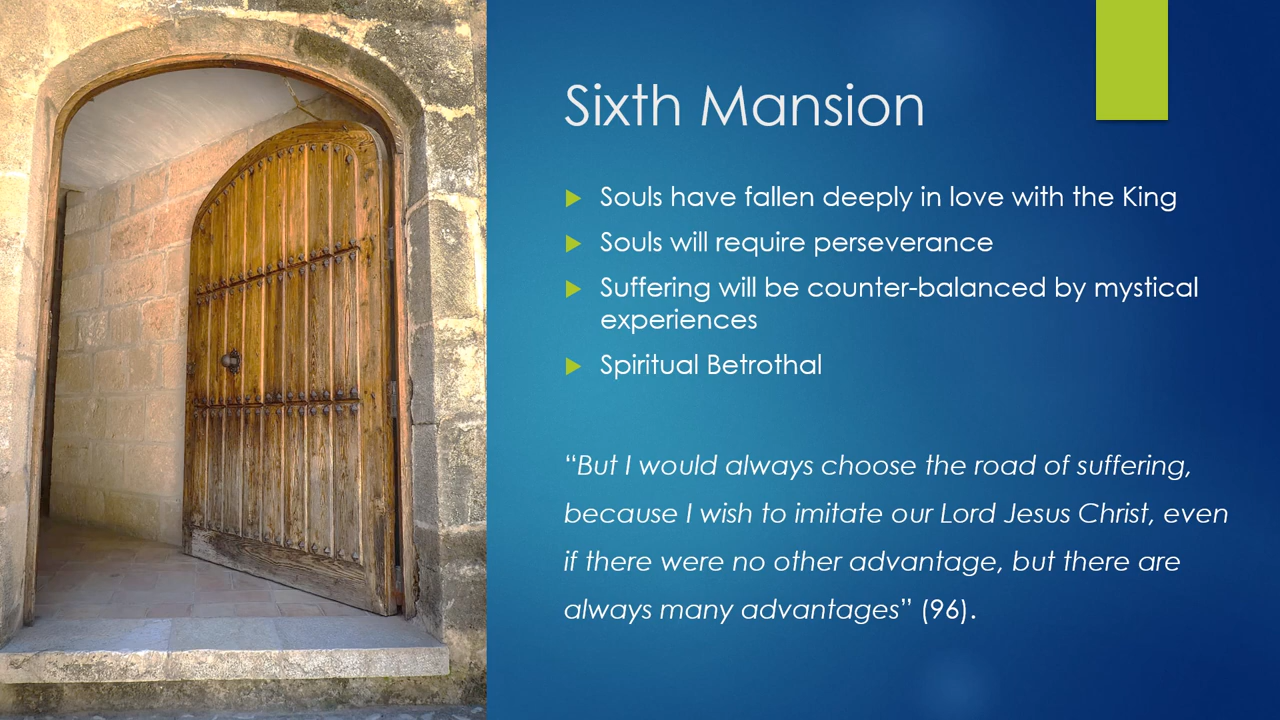 Sixth Mansion
Souls have fallen deeply in love with the King
Souls will require perseverance
Suffering will be counter-balanced by mystical
experiences
Spiritual Betrothal
“But I would always choose the road of suffering,
because I wish to imitate our Lord Jesus Christ, even
if there were no other advantage, but there are
always many advantages” (96).